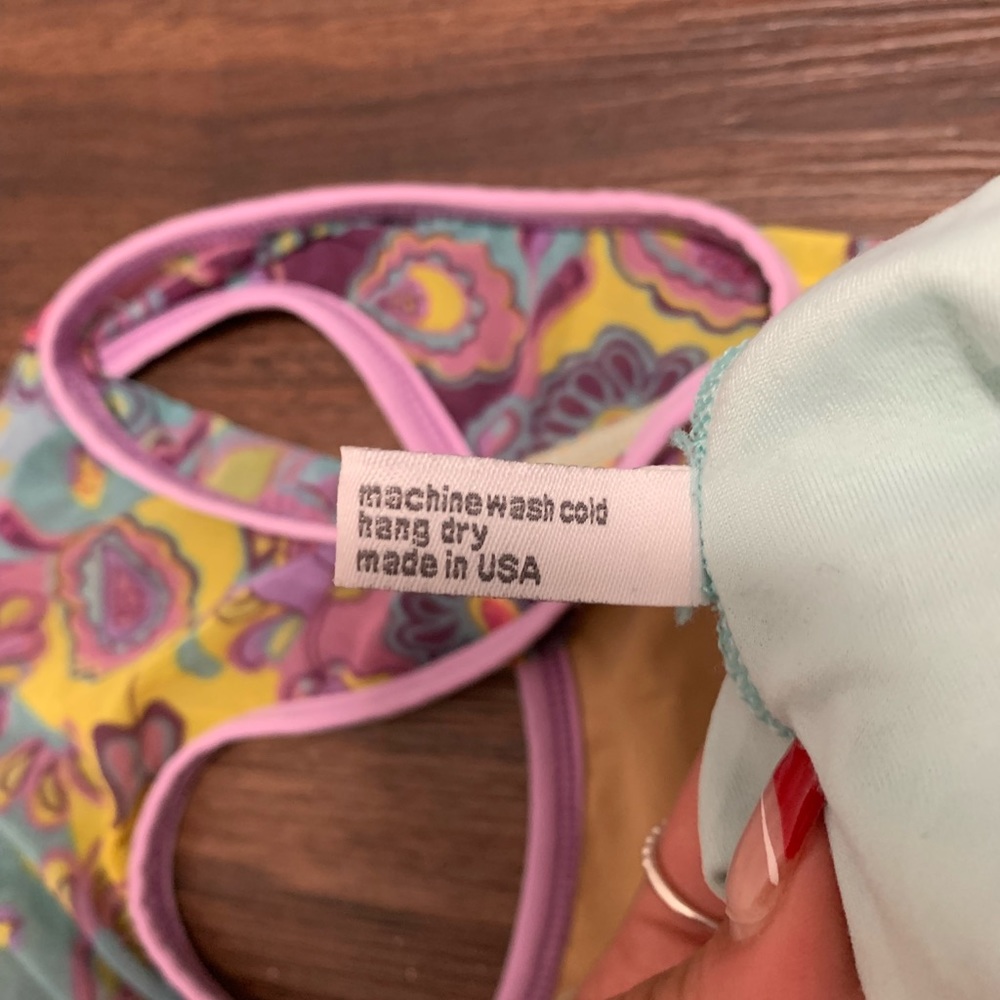 machine wash cold
hang dry
made in USA